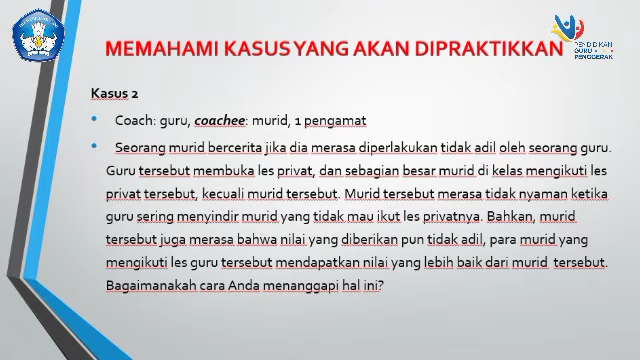 PENDIDIKAN
GURU
PENGGERAK
MEMAHAMI KASUS YANG AKAN DIPRAKTIKKAN
Kasus 2
• Coach: guru, coachee: murid, 1 pengamat
• Seorang murid bercerita jika dia merasa diperlakukan tidak adil oleh seorang guru.
Guru tersebut membuka les privat, dan sebagian besar murid di kelas mengikuti les
privat tersebut, kecuali murid tersebut. Murid tersebut merasa tidak nyaman ketika
guru sering menyindir murid yang tidak mau ikut les privatnya. Bahkan, murid
tersebut juga merasa bahwa nilai yang diberikan pun tidak adil, para murid yang
mengikuti les guru tersebut mendapatkan nilai yang lebih baik dari murid tersebut.
Bagaimanakah cara Anda menanggapi hal ini?